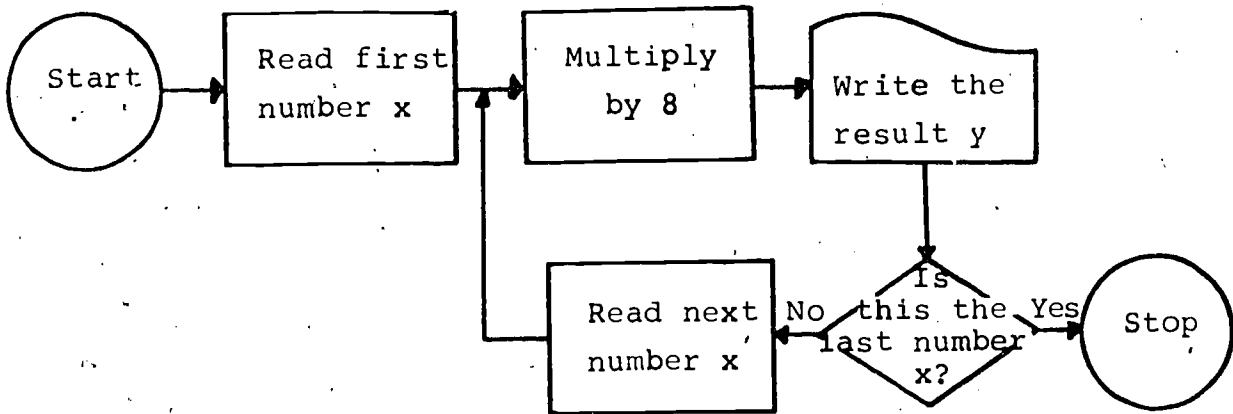 Start
Read first
number x
Multiply
by 8
Write the
result y
Is
this the
last number
x?
No
Yes
Read next
number x
Stop